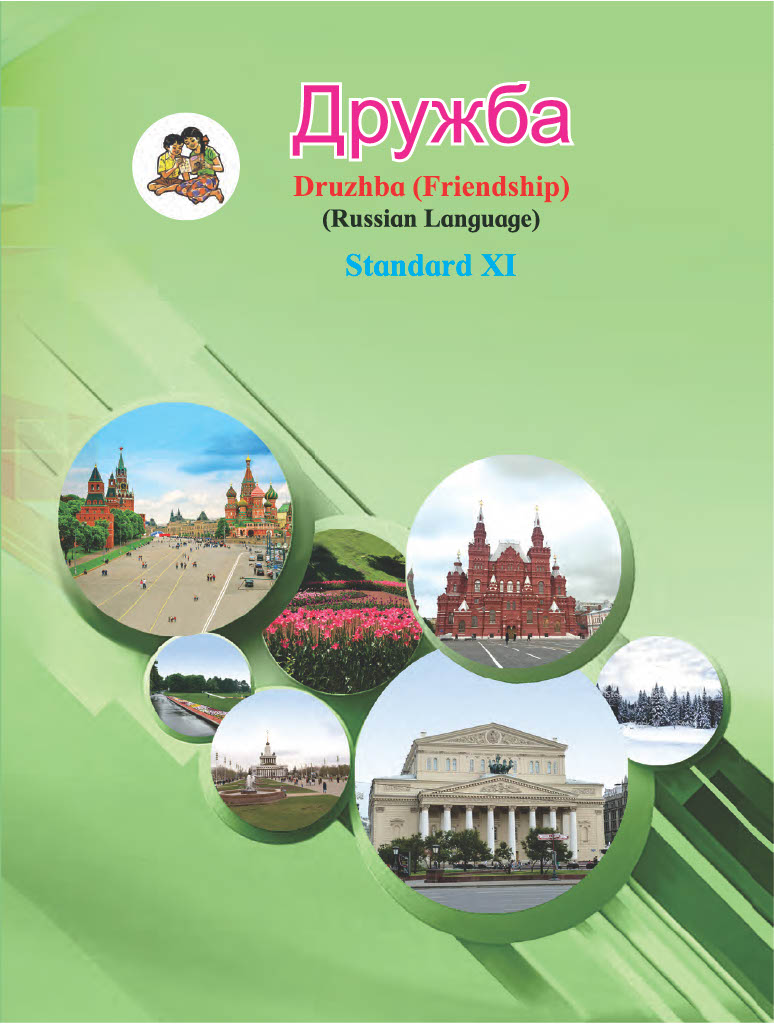 Дружба
Druzhba (Friendship)
(Russian Language)
Standard XI